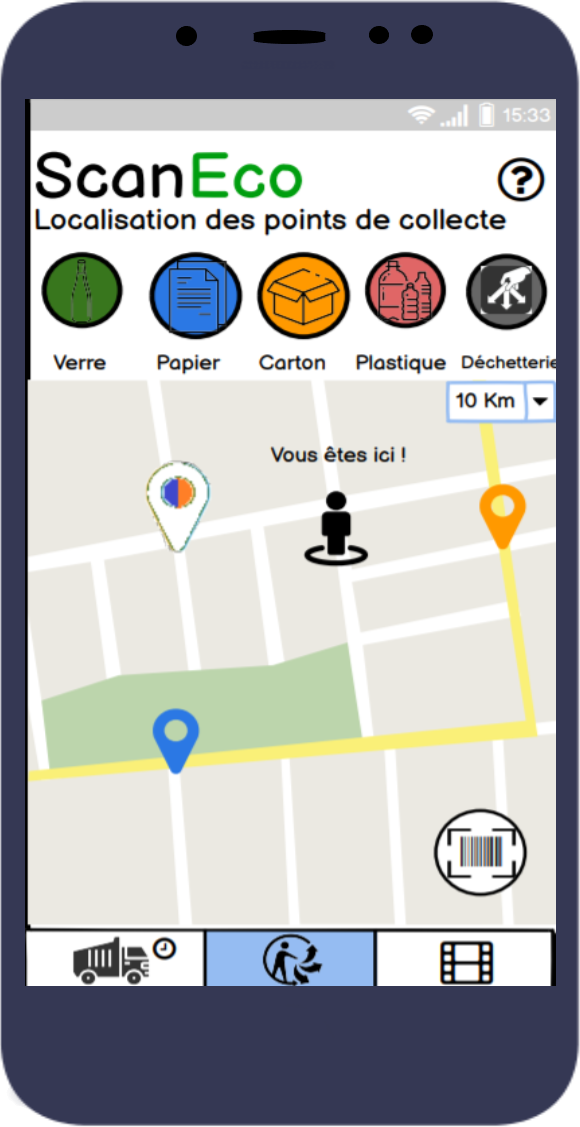 15:33
ScanEco
?
Localisation des points de collecte
Verre Papier Carton Plastique Déchetterie
10 Km
Vous êtes ici !